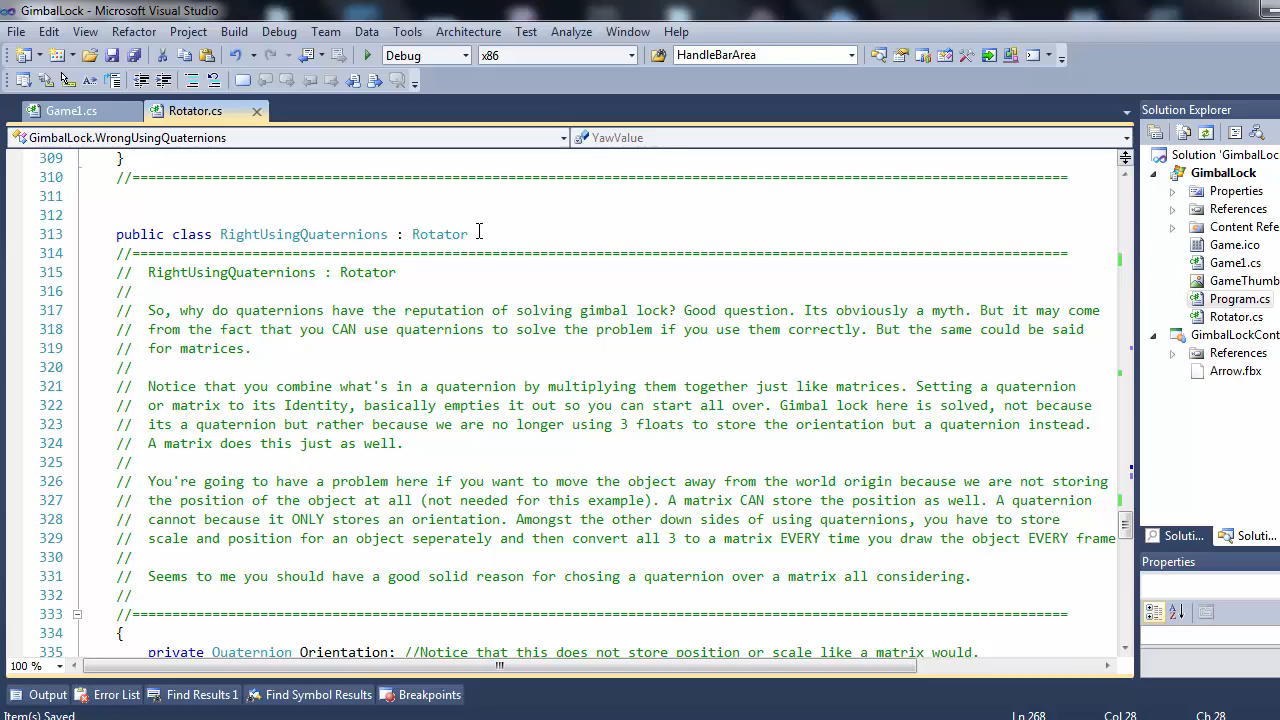 GimbalLock - Microsoft Visual Studio
File Edit View Refactor Project Build Debug Team Data Tools Architecture Test Analyze Window Help
Debug x86 HandleBarArea
Game1.cs Rotator.cs
GimbalLock.WrongUsingQuaternions YawValue
309 }
310 //=====================================================================================================================
311
312
313 public class RightUsingQuaternions : Rotator
314 //=====================================================================================================================
315 // RightUsingQuaternions : Rotator
316 //
317 // So, why do quaternions have the reputation of solving gimbal lock? Good question. Its obviously a myth. But it may come
318 // from the fact that you CAN use quaternions to solve the problem if you use them correctly. But the same could be said
319 // for matrices.
320 //
321 // Notice that you combine what's in a quaternion by multiplying them together just like matrices. Setting a quaternion
322 // or matrix to its Identity, basically empties it out so you can start all over. Gimbal lock here is solved, not because
323 // its a quaternion but rather because we are no longer using 3 floats to store the orientation but a quaternion instead.
324 // A matrix does this just as well.
325 //
326 // You're going to have a problem here if you want to move the object away from the world origin because we are not storing
327 // the position of the object at all (not needed for this example). A matrix CAN store the position as well. A quaternion
328 // cannot because it ONLY stores an orientation. Amongst the other down sides of using quaternions, you have to store
329 // scale and position for an object seperately and then convert all 3 to a matrix EVERY time you draw the object EVERY frame
330 //
331 // Seems to me you should have a good solid reason for chosing a quaternion over a matrix all considering.
332 //
333 //=====================================================================================================================
334 {
335 private Quaternion Orientation; //Notice that this does not store position or scale like a matrix would.
100 %
Solution Explorer
Solution 'GimbalLo
GimbalLock
Properties
References
Content Refe
Game.ico
Game1.cs
GameThumb
Program.cs
Rotator.cs
GimbalLockCont
References
Arrow.fbx
Soluti... Soluti...
Properties
Output Error List Find Results 1 Find Symbol Results Breakpoints
Item(s) Saved Ln 268 Col 28 Ch 28